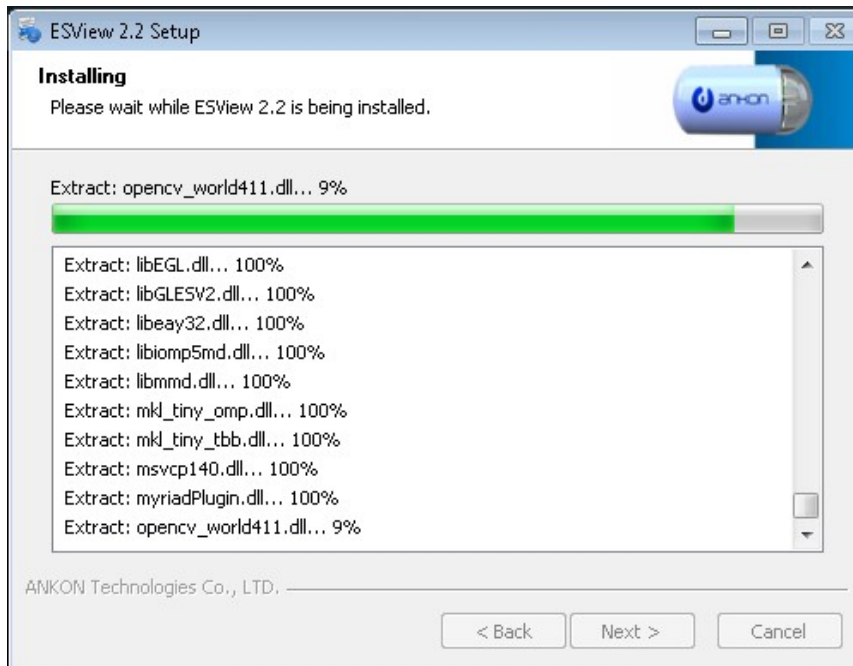 ESView 2.2 Setup
Installing
Please wait while ESView 2.2 is being installed.
ankon
Extract: opencv_world411.dll... 9%
Extract: libEGL.dll... 100%
Extract: libGLESV2.dll... 100%
Extract: libeay32.dll... 100%
Extract: libiomp5md.dll... 100%
Extract: libmmd.dll... 100%
Extract: mkl_tiny_omp.dll... 100%
Extract: mkl_tiny_tbb.dll... 100%
Extract: msvcp140.dll... 100%
Extract: myriadPlugin.dll... 100%
Extract: opencv_world411.dll... 9%
ANKON Technologies Co., LTD.
< Back
Next >
Cancel